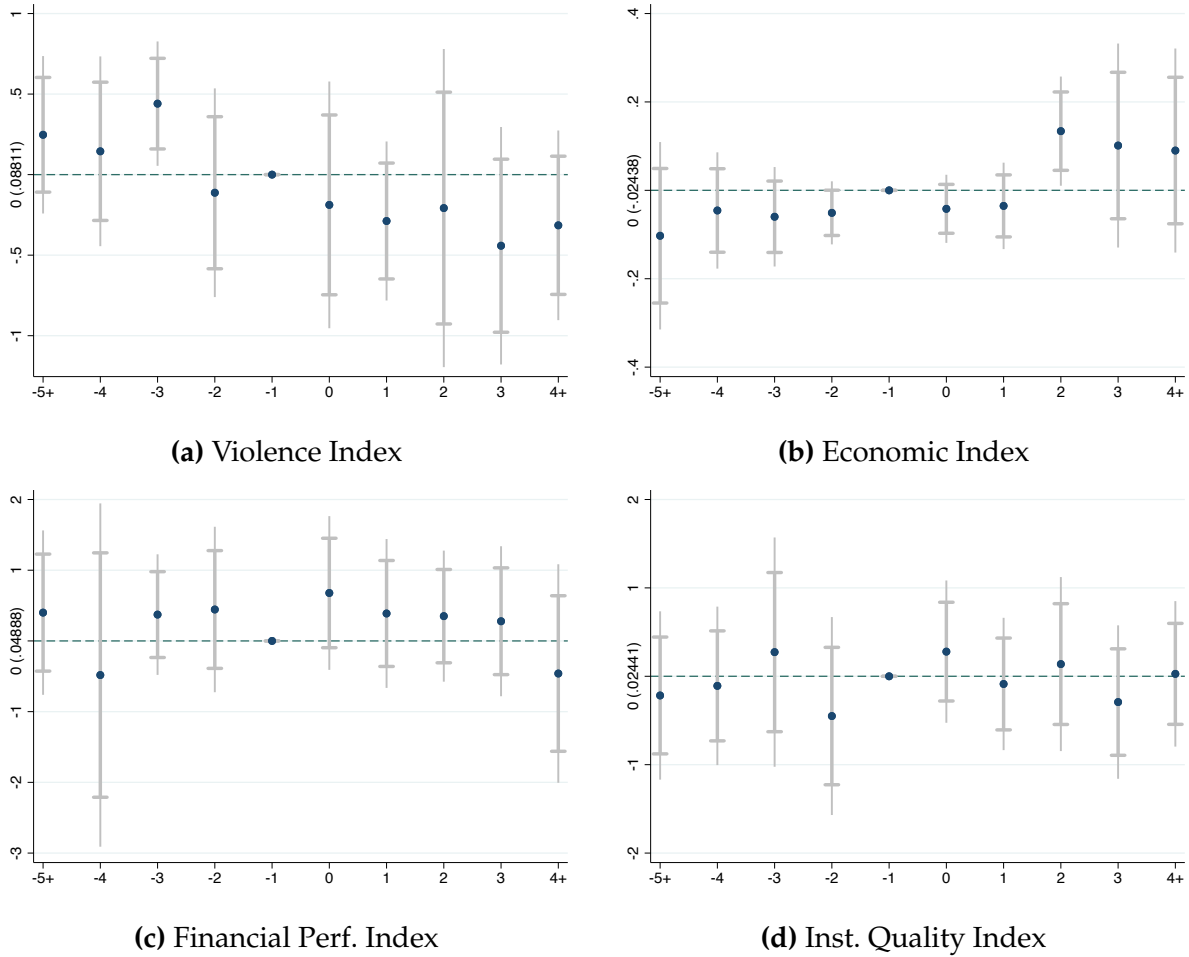 1
.5
0 (.08811)
-.5
-1
-5+ -4 -3 -2 -1 0 1 2 3 4+
(a) Violence Index
.4
.2
0 (-.02438)
-.2
-.4
-5+ -4 -3 -2 -1 0 1 2 3 4+
(b) Economic Index
2
1
0 (.04888)
-1
-2
-3
-5+ -4 -3 -2 -1 0 1 2 3 4+
(c) Financial Perf. Index
2
1
0 (.02441)
-1
-2
-5+ -4 -3 -2 -1 0 1 2 3 4+
(d) Inst. Quality Index